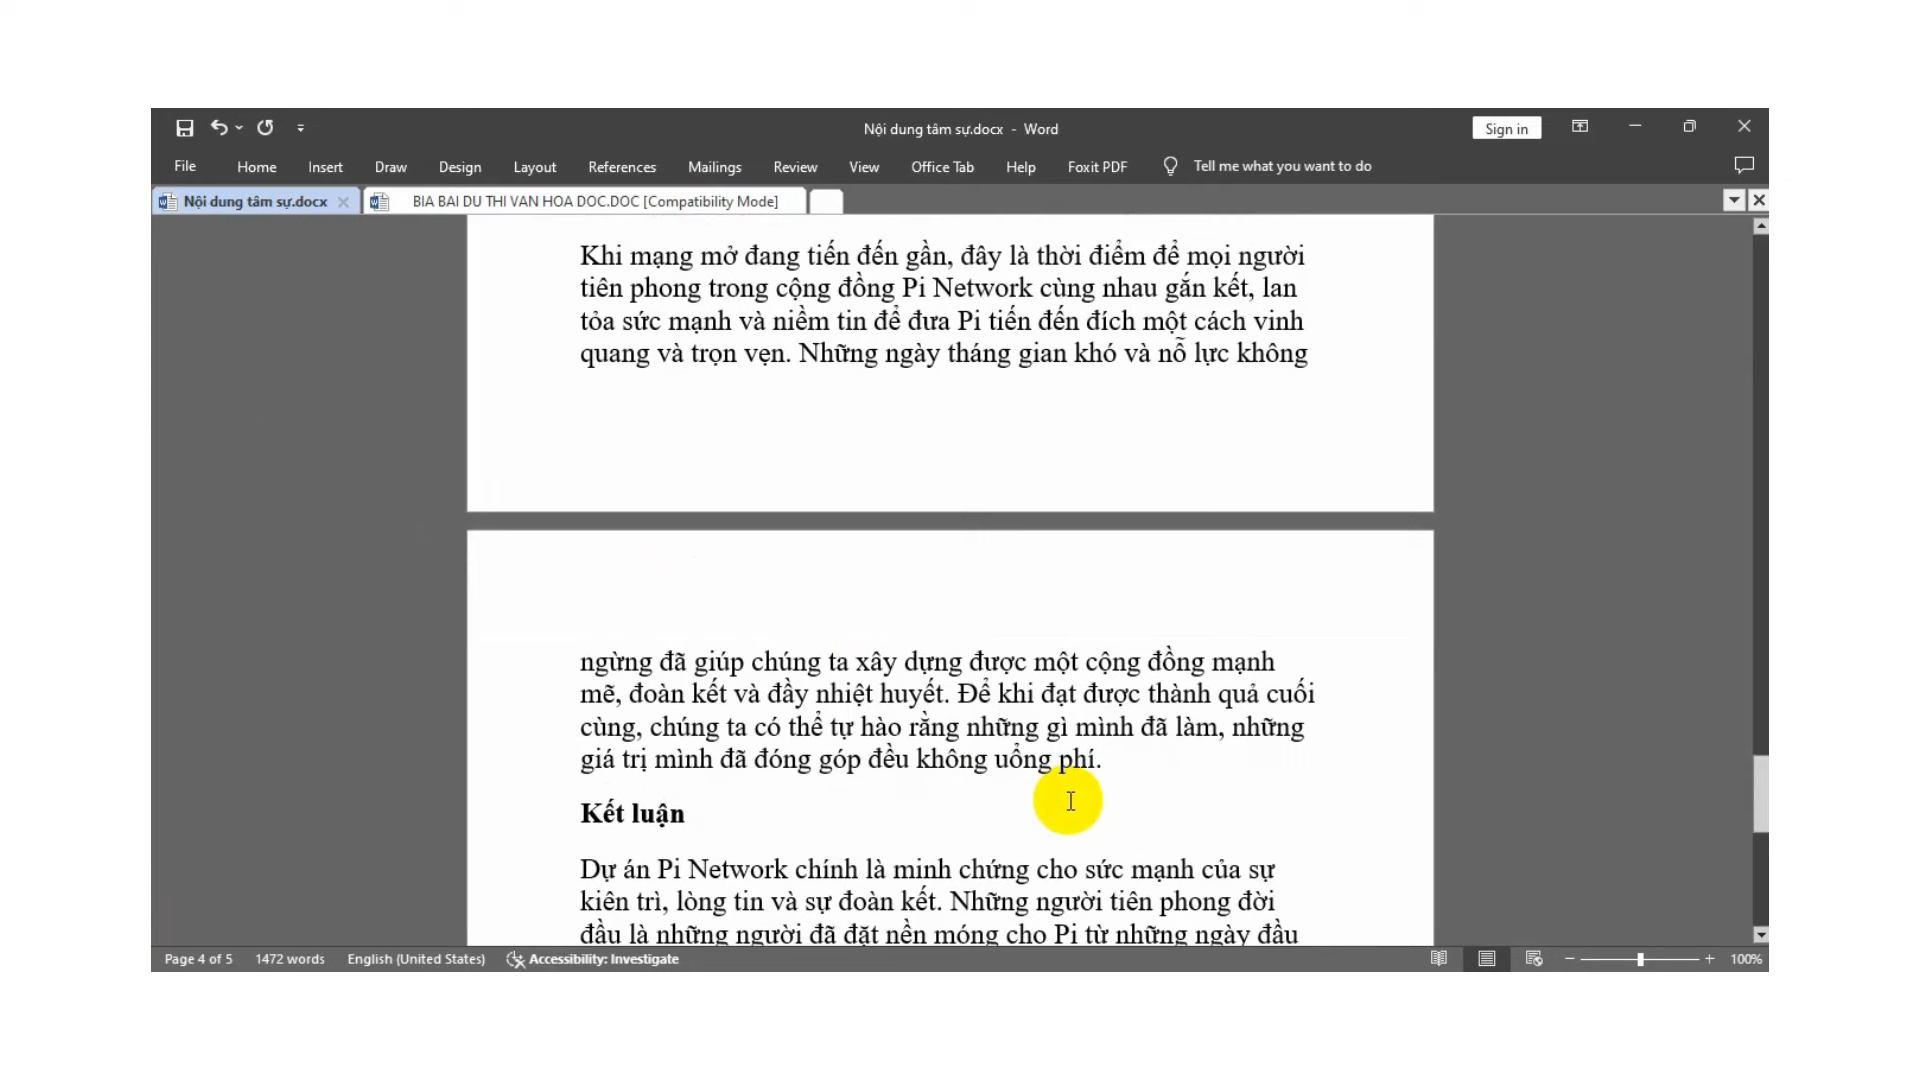 Nội dung tâm sự.docx - Word
Sign in
File Home Insert Draw Design Layout References Mailings Review View Office Tab Help Foxit PDF Tell me what you want to do
Nội dung tâm sự.docx BIA BAI DU THI VAN HOA DOC.DOC [Compatibility Mode]
Khi mạng mở đang tiến đến gần, đây là thời điểm để mọi người
tiên phong trong cộng đồng Pi Network cùng nhau gắn kết, lan
tỏa sức mạnh và niềm tin để đưa Pi tiến đến đích một cách vinh
quang và trọn vẹn. Những ngày tháng gian khó và nỗ lực không
ngừng đã giúp chúng ta xây dựng được một cộng đồng mạnh
mẽ, đoàn kết và đầy nhiệt huyết. Để khi đạt được thành quả cuối
cùng, chúng ta có thể tự hào rằng những gì mình đã làm, những
giá trị mình đã đóng góp đều không uổng phí.
Kết luận
Dự án Pi Network chính là minh chứng cho sức mạnh của sự
kiên trì, lòng tin và sự đoàn kết. Những người tiên phong đời
đầu là những người đã đặt nền móng cho Pi từ những ngày đầu
Page 4 of 5 1472 words English (United States) Accessibility: Investigate 100%